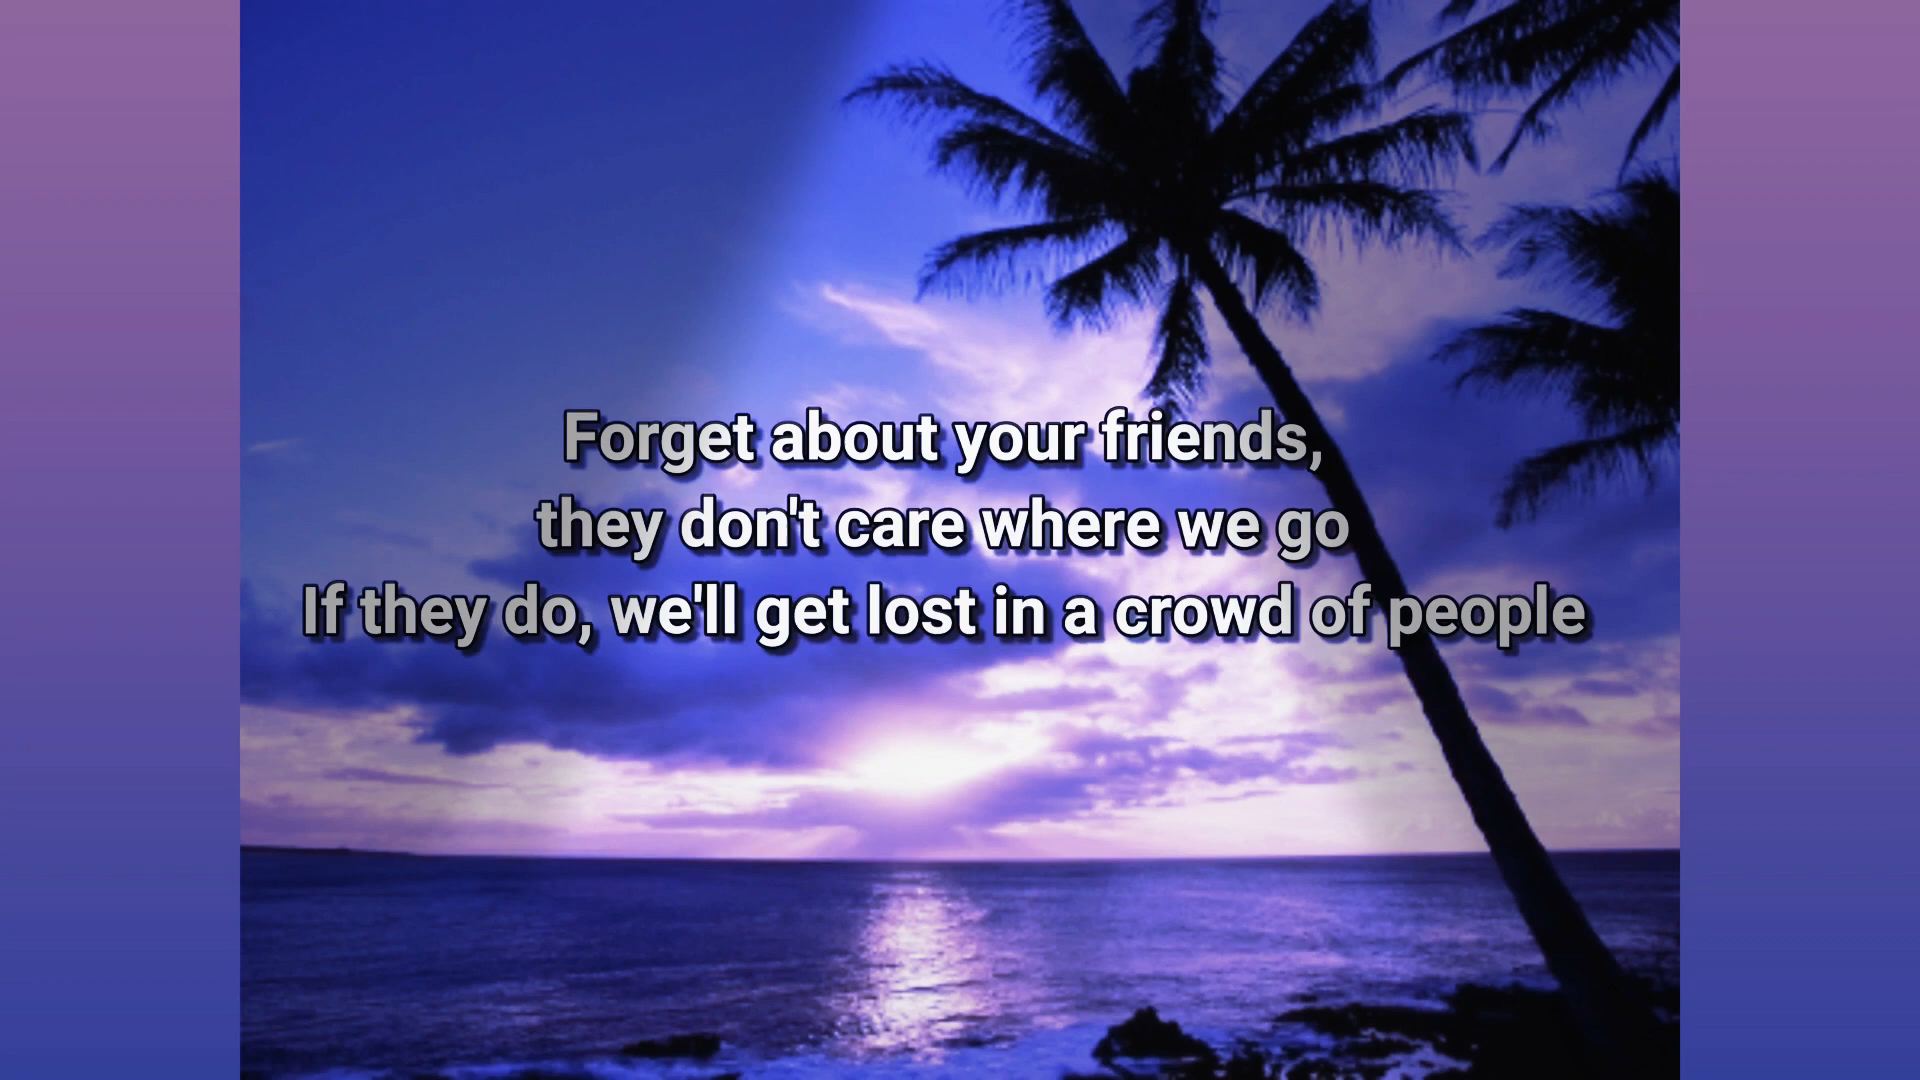 Forget about your friends,
they don't care where we go
If they do, we'll get lost in a crowd of people